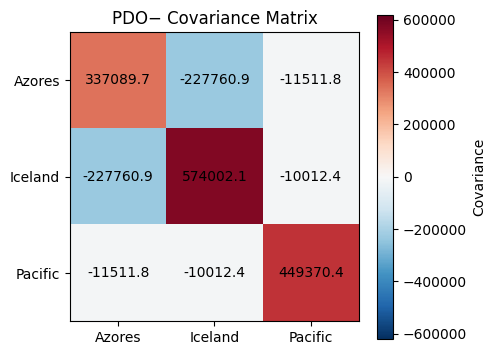 PDO− Covariance Matrix
Azores
337089.7
-227760.9
-11511.8
Iceland
-227760.9
574002.1
-10012.4
Pacific
-11511.8
-10012.4
449370.4
Azores
Iceland
Pacific
600000
400000
200000
0
−200000
−400000
−600000
Covariance